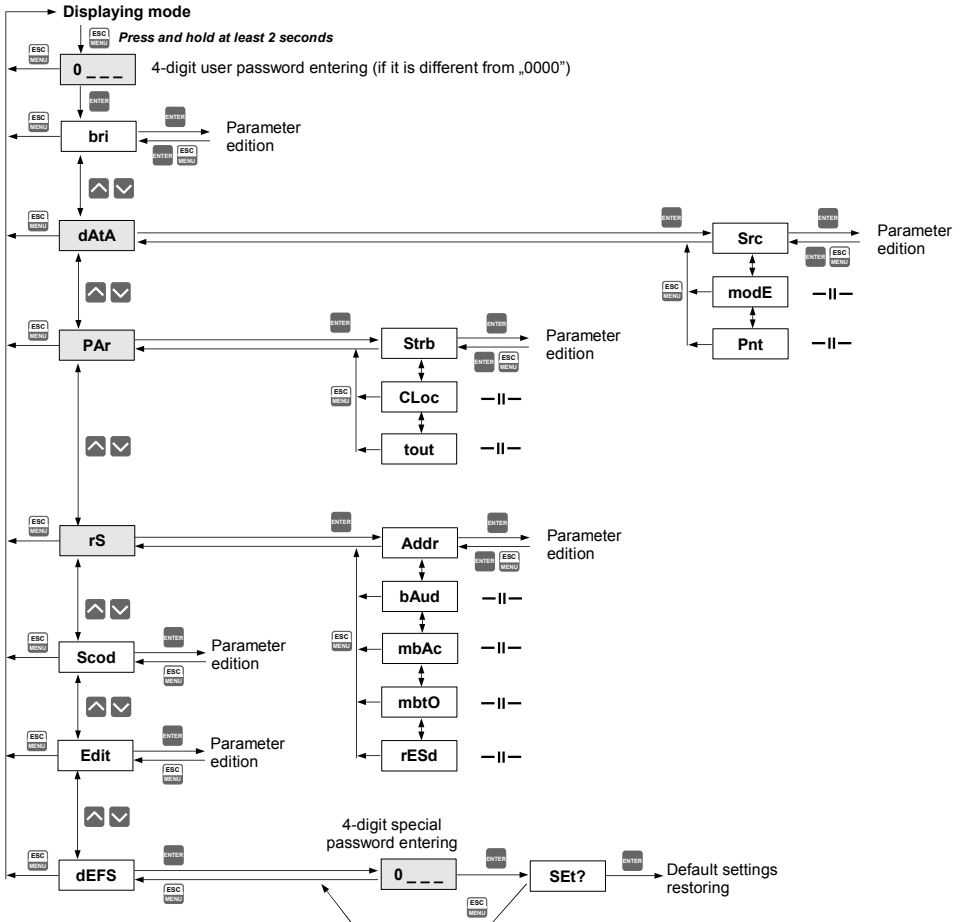 Displaying mode
ESC
MENU
Press and hold at least 2 seconds
ESC
MENU
0 _ _ _
4-digit user password entering (if it is different from „0000”)
ENTER
ESC
MENU
bri
ENTER
ENTER
ESC
MENU
Parameter
edition
ESC
MENU
dAtA
ENTER
Src
ENTER
ENTER
ESC
MENU
Parameter
edition
ESC
MENU
modE
—II—
Pnt
—II—
ESC
MENU
PAr
ENTER
Strb
ENTER
ENTER
ESC
MENU
Parameter
edition
ESC
MENU
CLoc
—II—
tout
—II—
ESC
MENU
rS
ENTER
Addr
ENTER
ENTER
ESC
MENU
Parameter
edition
bAud
—II—
ESC
MENU
mbAc
—II—
mbtO
—II—
rESd
—II—
ESC
MENU
Scod
ENTER
ESC
MENU
Parameter
edition
ESC
MENU
Edit
ENTER
ESC
MENU
Parameter
edition
ESC
MENU
dEFS
ENTER
ESC
MENU
4-digit special
password entering
0 _ _ _
ENTER
ESC
MENU
SEt?
ENTER
Default settings
restoring